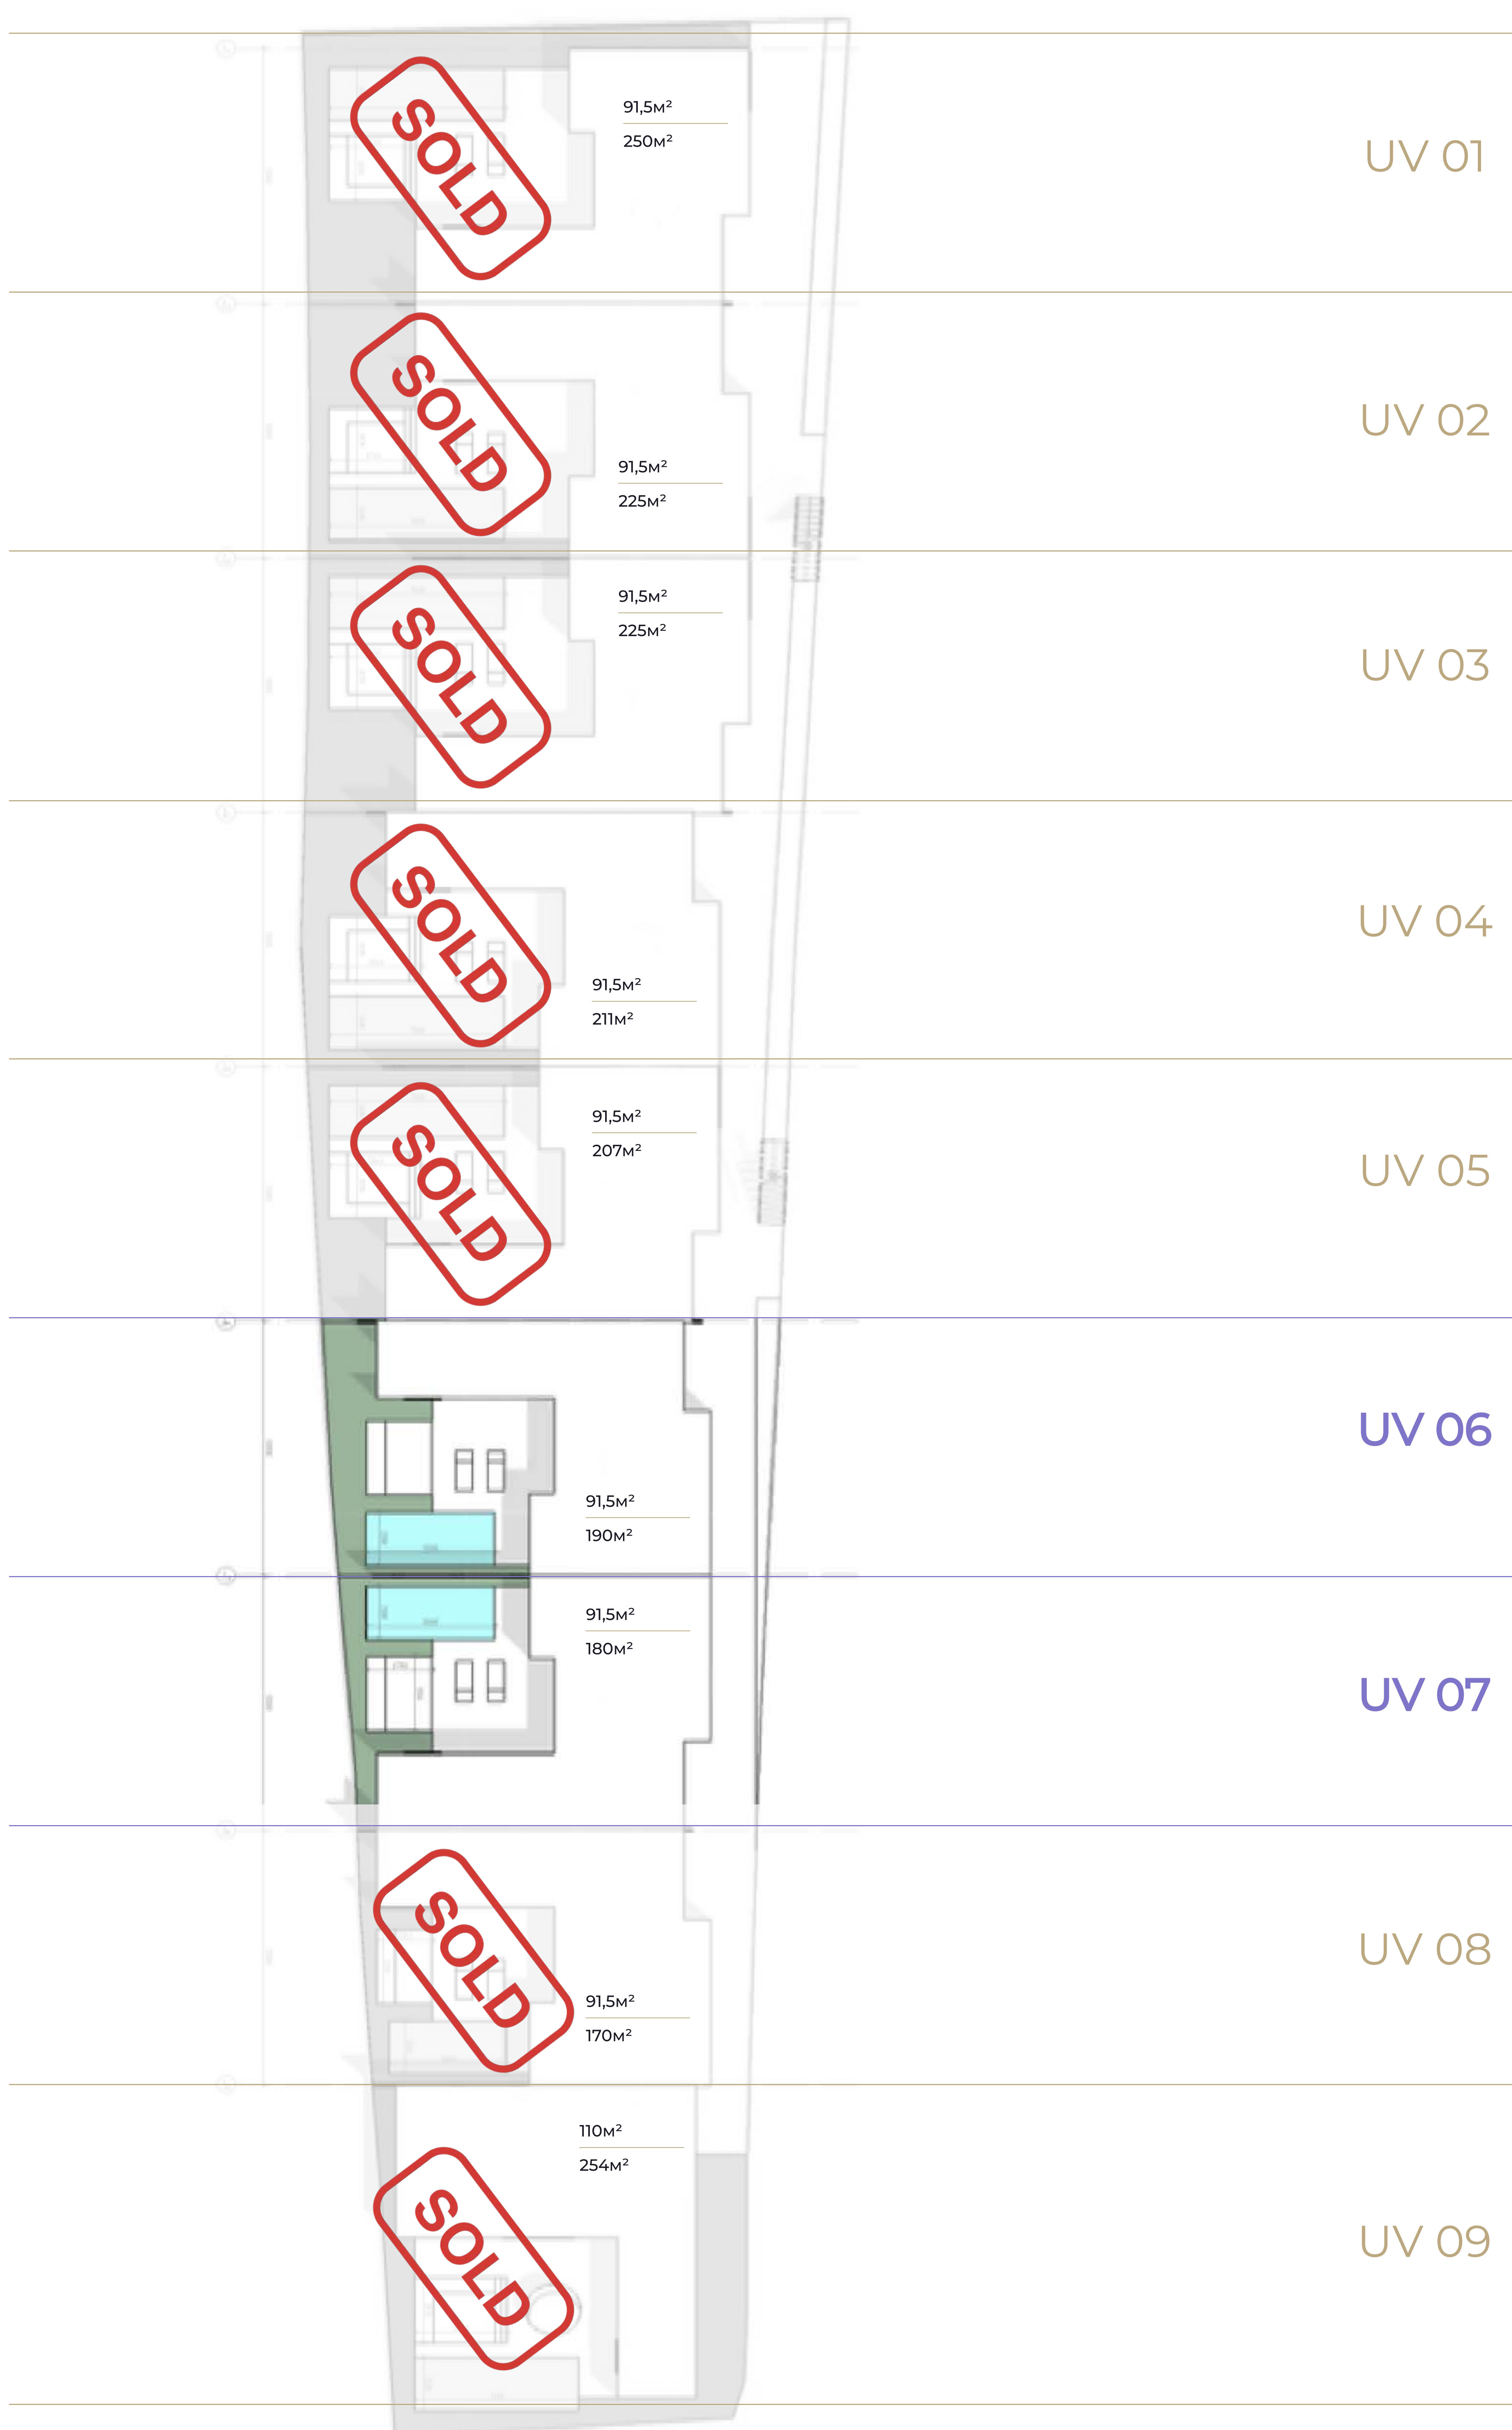 91,5м²
250м²
SOLD
UV 01
SOLD
91,5м²
225м²
UV 02
91,5м²
225м²
SOLD
UV 03
SOLD
91,5м²
211м²
UV 04
91,5м²
207м²
SOLD
UV 05
UV 06
91,5м²
190м²
91,5м²
180м²
UV 07
SOLD
UV 08
91,5м²
170м²
110м²
254м²
SOLD
UV 09